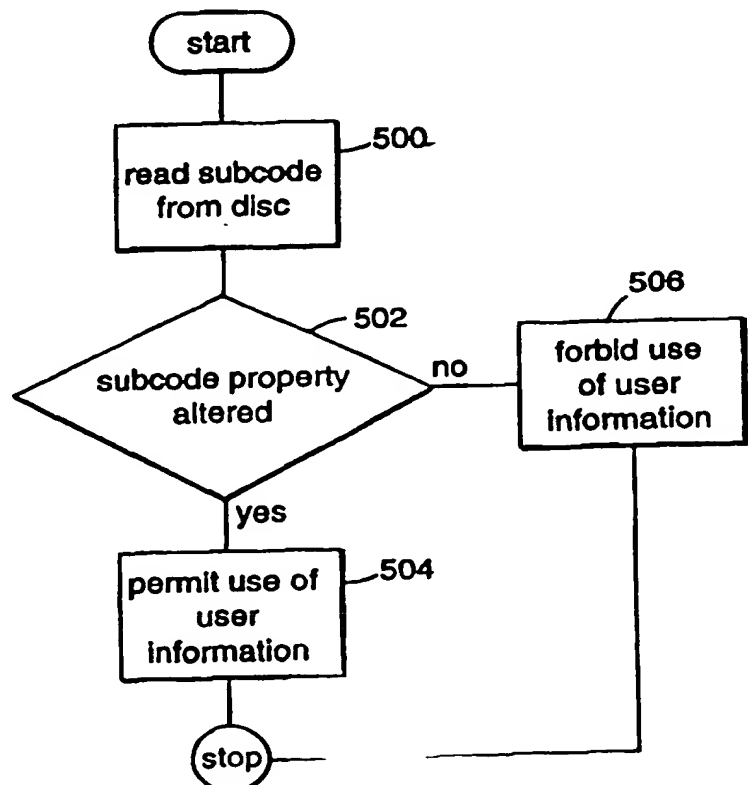 start
500
read subcode
from disc
502
subcode property
altered
no
506
forbid use
of user
information
yes
504
permit use of
user
information
stop